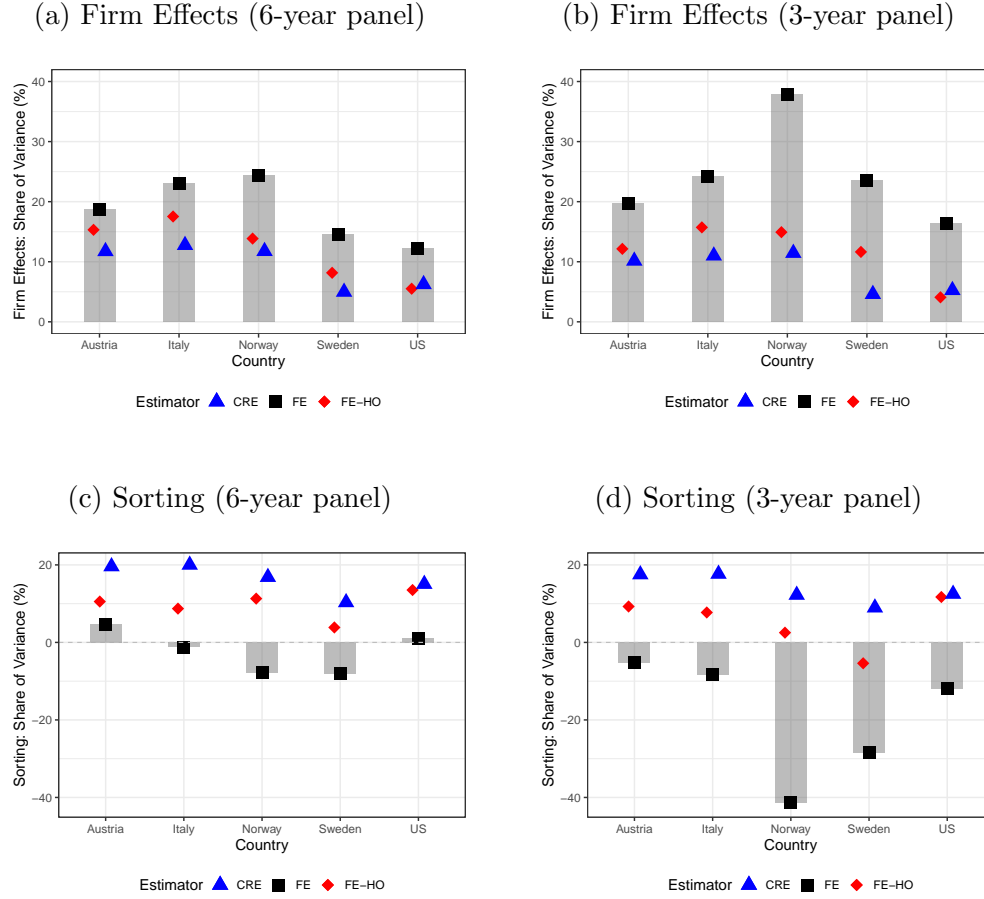 (a) Firm Effects (6-year panel)
Firm Effects: Share of Variance (%)
40
30
20
10
0
Austria Italy Norway Sweden US
Country
Estimator CRE FE FE−HO
(b) Firm Effects (3-year panel)
Firm Effects: Share of Variance (%)
40
30
20
10
0
Austria Italy Norway Sweden US
Country
Estimator CRE FE FE−HO
(c) Sorting (6-year panel)
Sorting: Share of Variance (%)
20
0
−20
−40
Austria Italy Norway Sweden US
Country
Estimator CRE FE FE−HO
(d) Sorting (3-year panel)
Sorting: Share of Variance (%)
20
0
−20
−40
Austria Italy Norway Sweden US
Country
Estimator CRE FE FE−HO